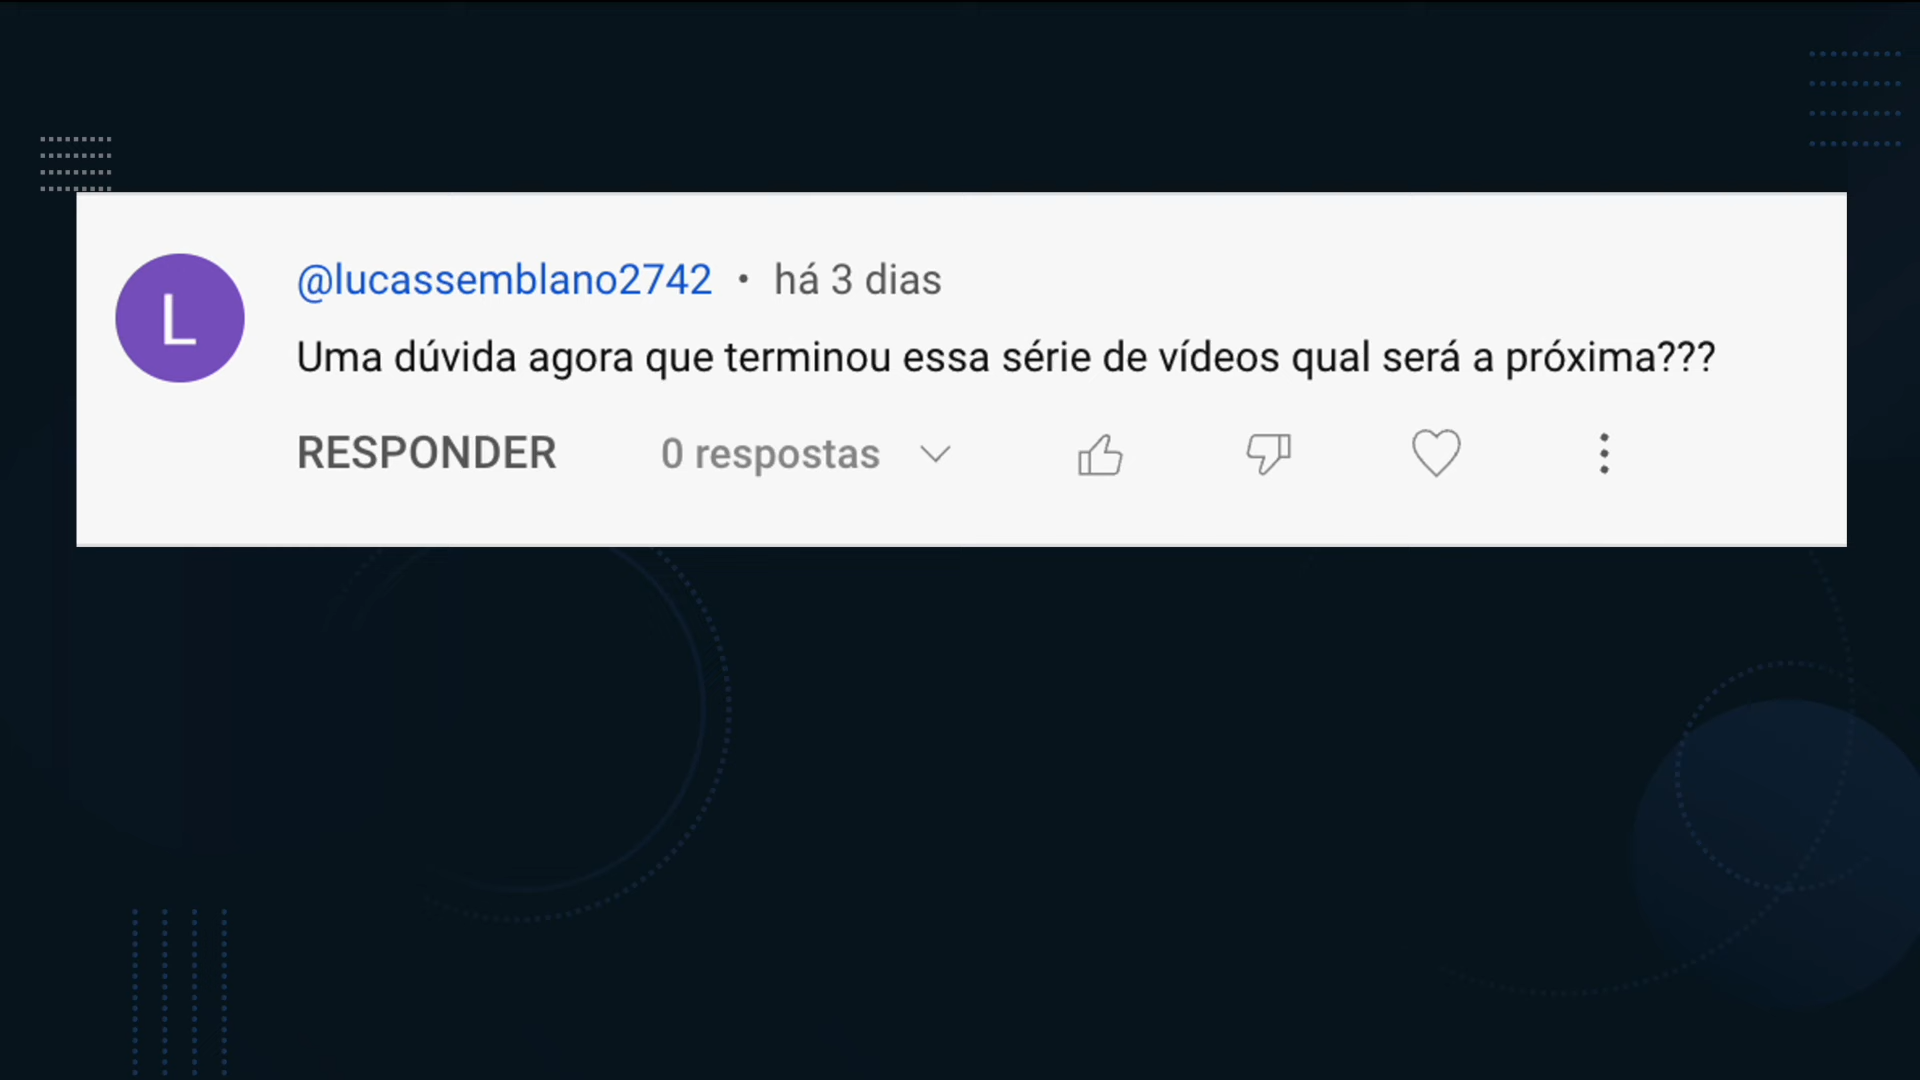 L
@lucassemblano2742 • há 3 dias
Uma dúvida agora que terminou essa série de vídeos qual será a próxima???
RESPONDER 0 respostas